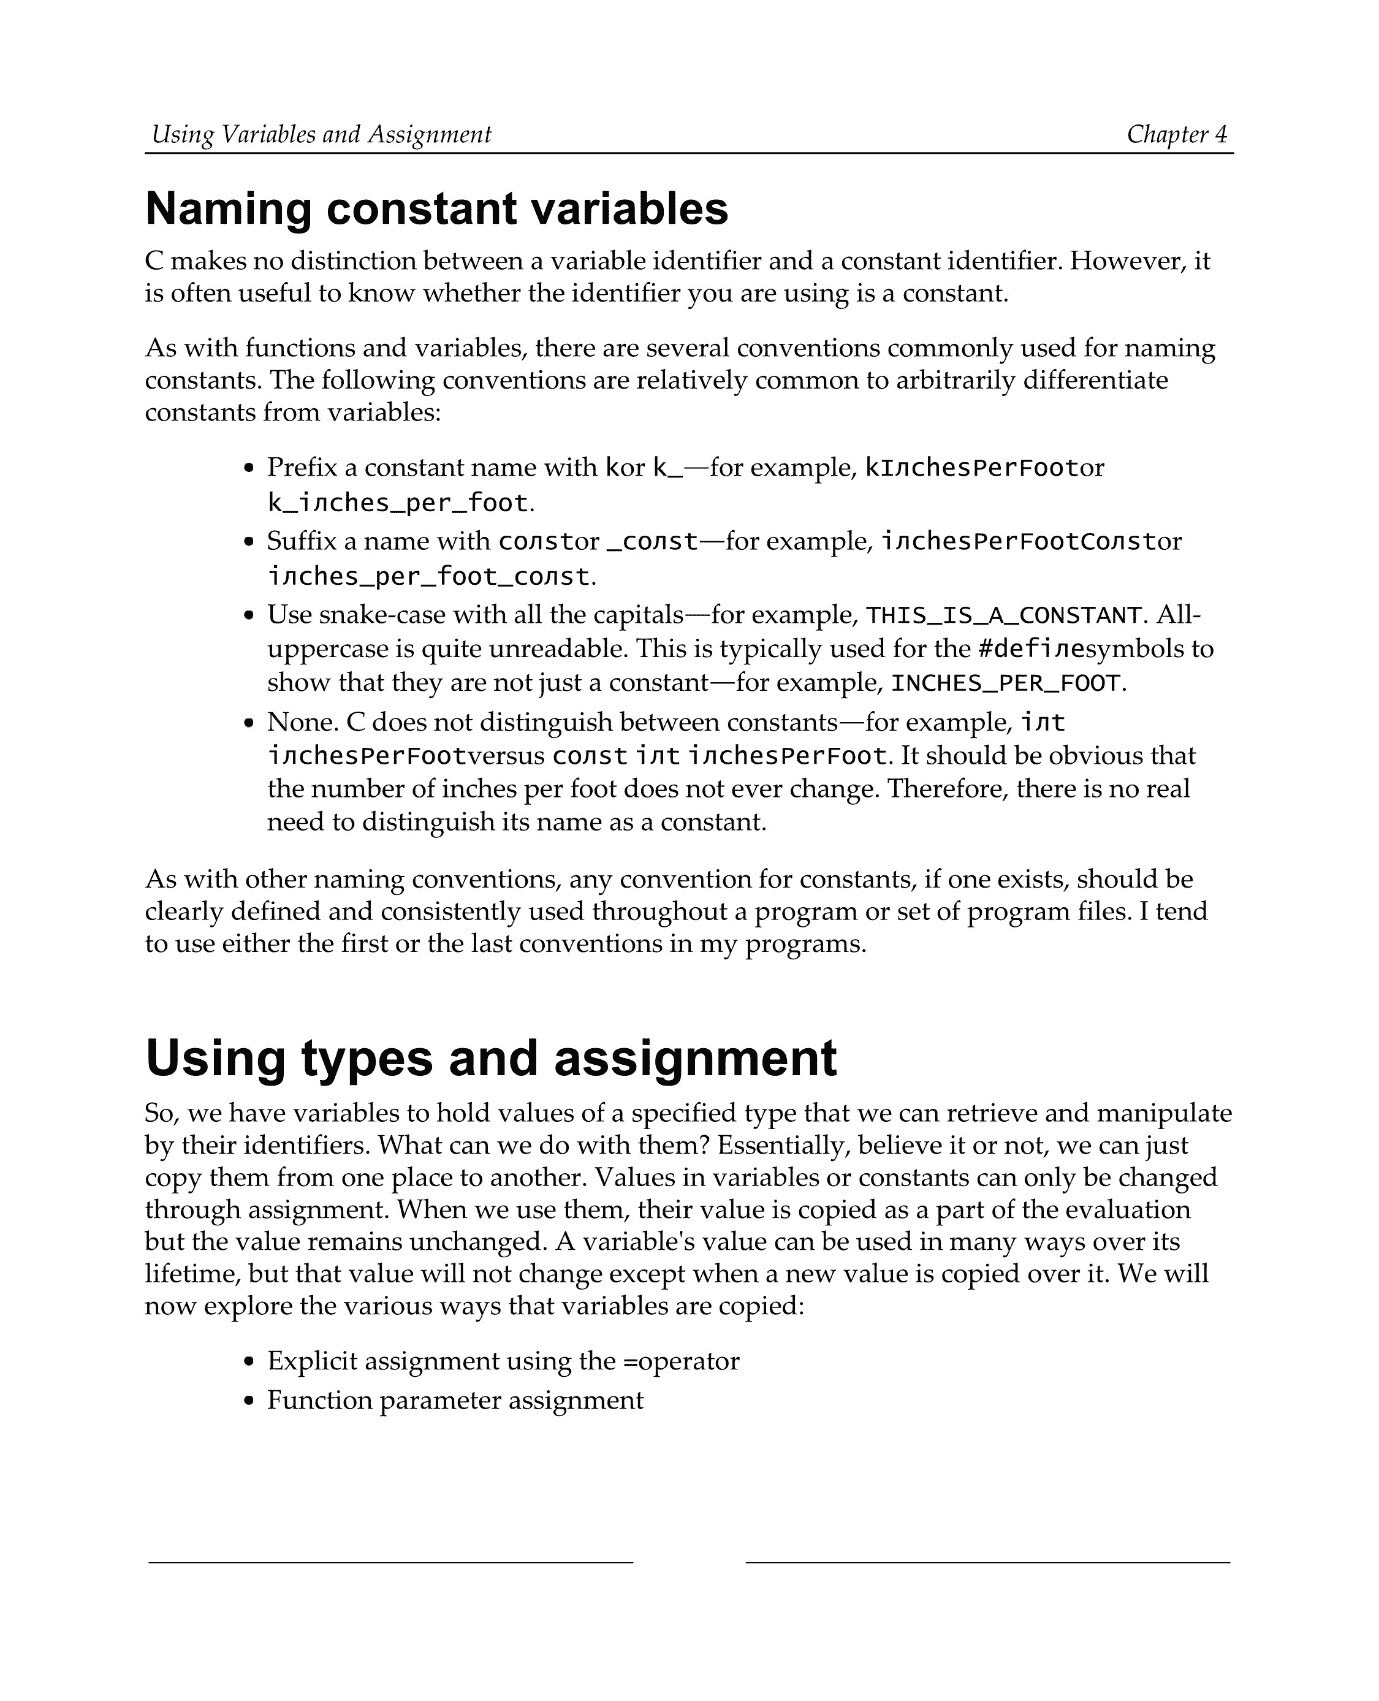 Using Variables and Assignment Chapter 4
Naming constant variables
C makes no distinction between a variable identifier and a constant identifier. However, it
is often useful to know whether the identifier you are using is a constant.
As with functions and variables, there are several conventions commonly used for naming
constants. The following conventions are relatively common to arbitrarily differentiate
constants from variables:
• Prefix a constant name with kor k_—for example, kInchesPerFootor
k_inches_per_foot.
• Suffix a name with constor _const—for example, inchesPerFootConstor
inches_per_foot_const.
• Use snake-case with all the capitals—for example, THIS_IS_A_CONSTANT. All-
uppercase is quite unreadable. This is typically used for the #definesymbols to
show that they are not just a constant—for example, INCHES_PER_FOOT.
• None. C does not distinguish between constants—for example, int
inchesPerFootversus const int inchesPerFoot. It should be obvious that
the number of inches per foot does not ever change. Therefore, there is no real
need to distinguish its name as a constant.
As with other naming conventions, any convention for constants, if one exists, should be
clearly defined and consistently used throughout a program or set of program files. I tend
to use either the first or the last conventions in my programs.
Using types and assignment
So, we have variables to hold values of a specified type that we can retrieve and manipulate
by their identifiers. What can we do with them? Essentially, believe it or not, we can just
copy them from one place to another. Values in variables or constants can only be changed
through assignment. When we use them, their value is copied as a part of the evaluation
but the value remains unchanged. A variable's value can be used in many ways over its
lifetime, but that value will not change except when a new value is copied over it. We will
now explore the various ways that variables are copied:
• Explicit assignment using the =operator
• Function parameter assignment